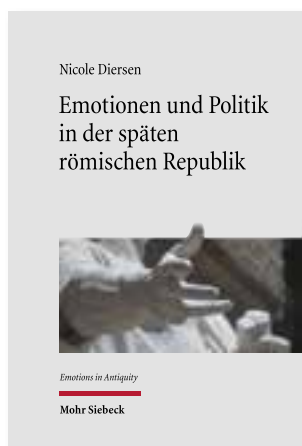 Nicole Diersen
Emotionen und Politik
in der späten
römischen Republik
Emotions in Antiquity
Mohr Siebeck